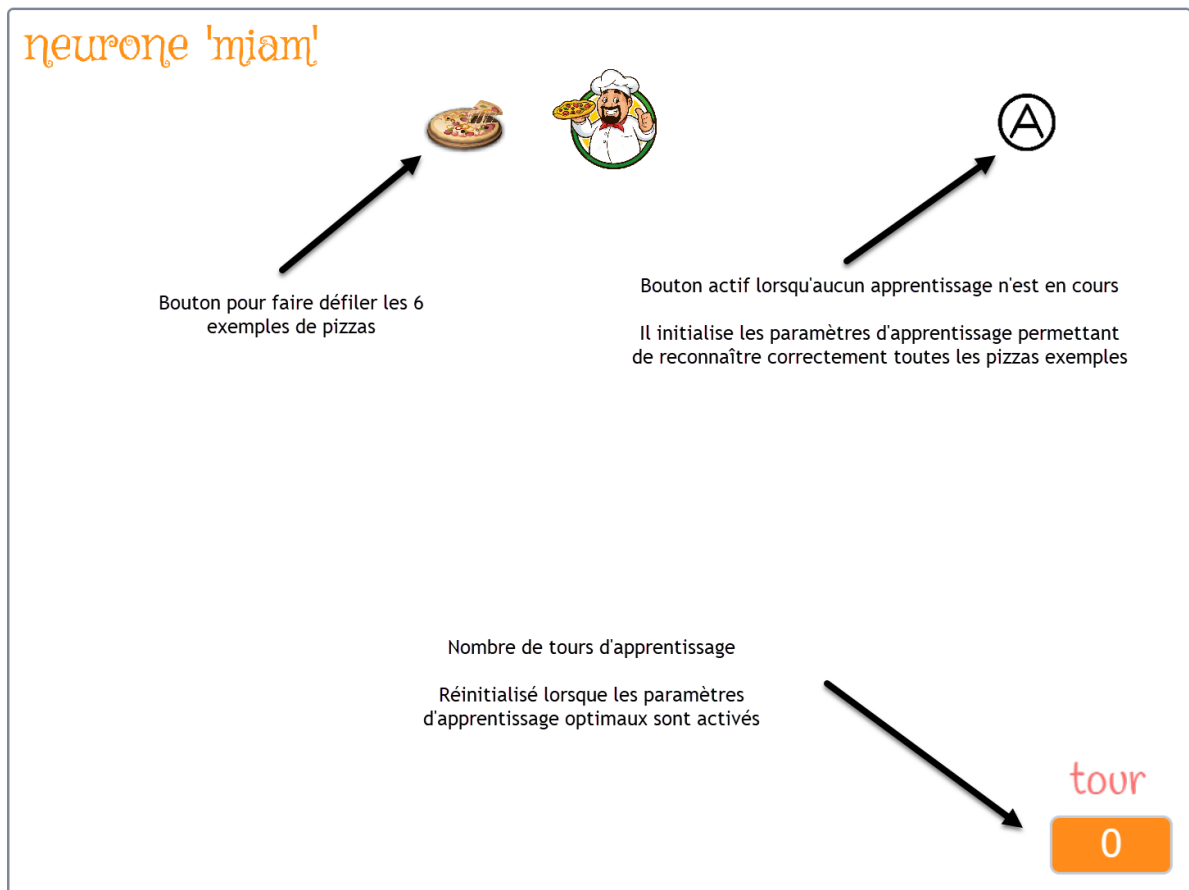 neurone 'mjam'
A
Bouton pour faire défiler les 6
exemples de pizzas
Bouton actif lorsqu'aucun apprentissage n'est en cours
Il initialise les paramètres d'apprentissage permettant
de reconnaître correctement toutes les pizzas exemples
Nombre de tours d'apprentissage
Réinitialisé lorsque les paramètres
d'apprentissage optimaux sont activés
tour
0